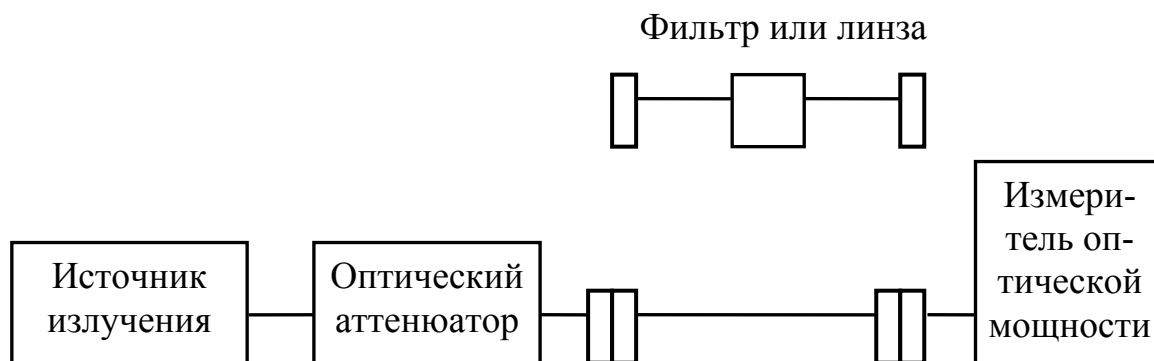 Фильтр или линза
Источник
излучения
Оптический
аттенюатор
Измери-
тель оп-
тической
мощности